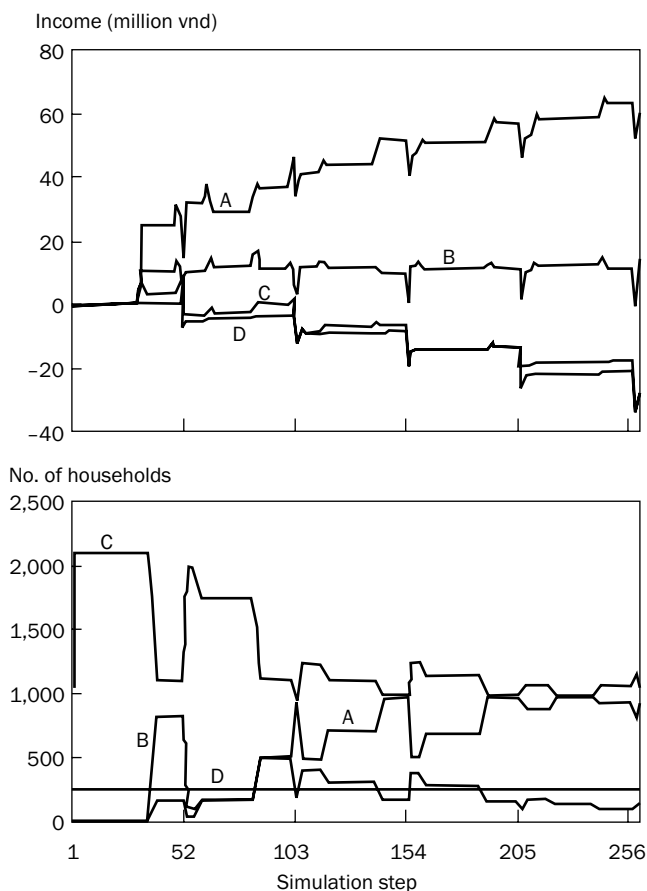 Income (million vnd)
80
60
40
20
0
–20
–40
A
B
C
D
No. of households
2,500
2,000
1,500
1,000
500
0
C
B
D
A
1 52 103 154 205 256
Simulation step